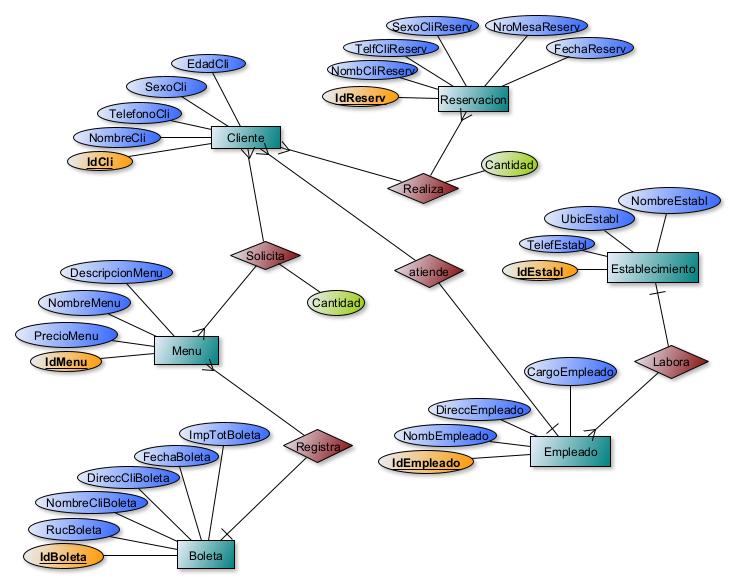 SexoCliReserv
NroMesaReserv
TelfCliReserv
FechaReserv
EdadCli
NombCliReserv
SexoCli
IdReserv
Reservacion
TelefonoCli
NombreCli
Cliente
IdCli
Cantidad
Realiza
NombreEstabl
UbicEstabl
TelefEstabl
Solicita
atiende
IdEstabl
Establecimiento
DescripcionMenu
NombreMenu
Cantidad
PrecioMenu
Menu
IdMenu
Labora
CargoEmpleado
DireccEmpleado
ImpTotBoleta
NombEmpleado
Registra
FechaBoleta
Empleado
IdEmpleado
DireccCliBoleta
NombreCliBoleta
RucBoleta
IdBoleta
Boleta